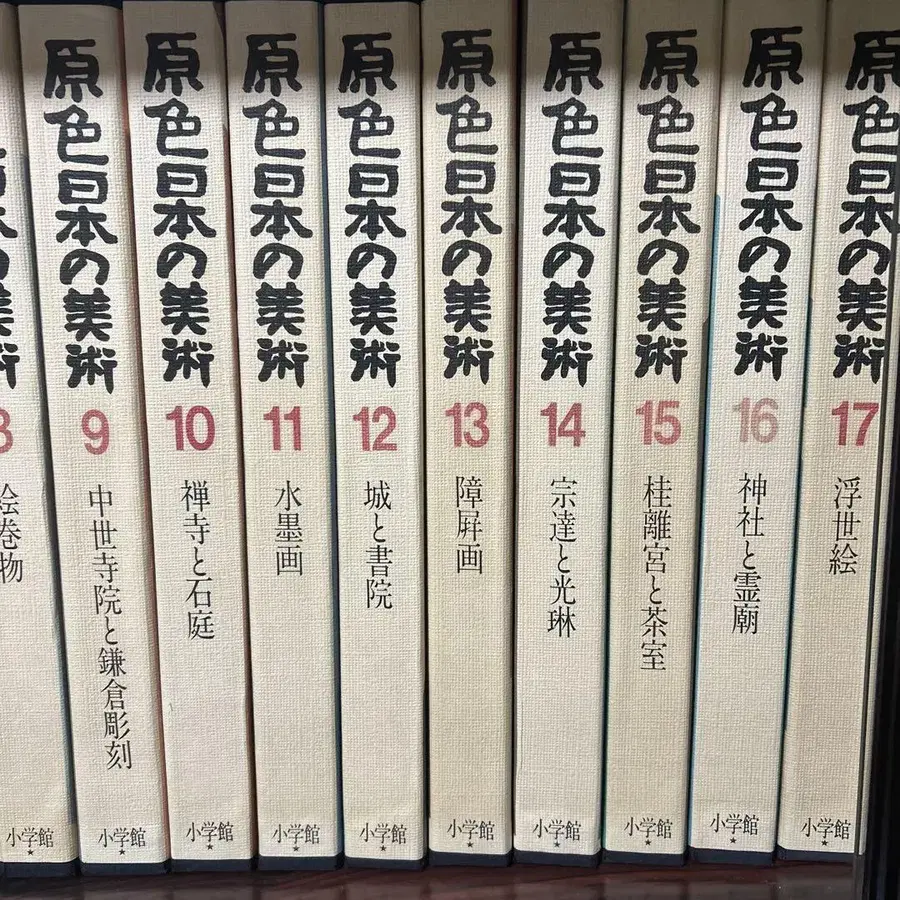 8
絵巻物
小学館
★
原色日本の美術
9
中世寺院と鎌倉彫刻
小学館
★
原色日本の美術
10
禅寺と石庭
小学館
★
原色日本の美術
11
水墨画
小学館
★
原色日本の美術
12
城と書院
小学館
★
原色日本の美術
13
障屛画
小学館
★
原色日本の美術
14
宗達と光琳
小学館
★
原色日本の美術
15
桂離宮と茶室
小学館
★
原色日本の美術
16
神社と霊廟
小学館
★
原色日本の美術
17
浮世絵
小学館
★